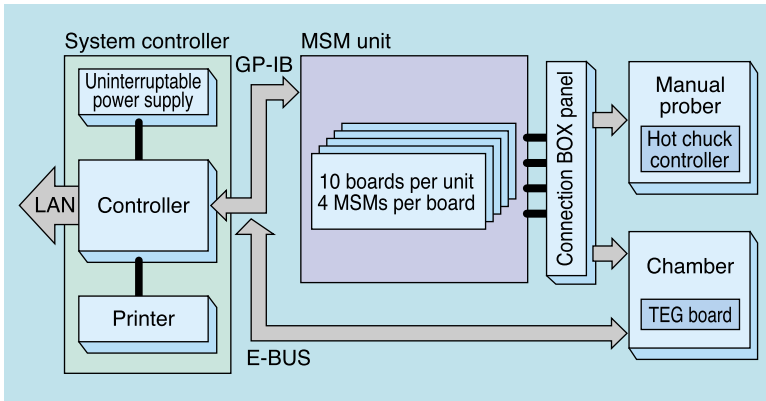 System controller
MSM unit
GP-IB
Uninterruptable
power supply
LAN
Controller
Printer
10 boards per unit
4 MSMs per board
Connection BOX panel
Manual
prober
Hot chuck
controller
Chamber
TEG board
E-BUS